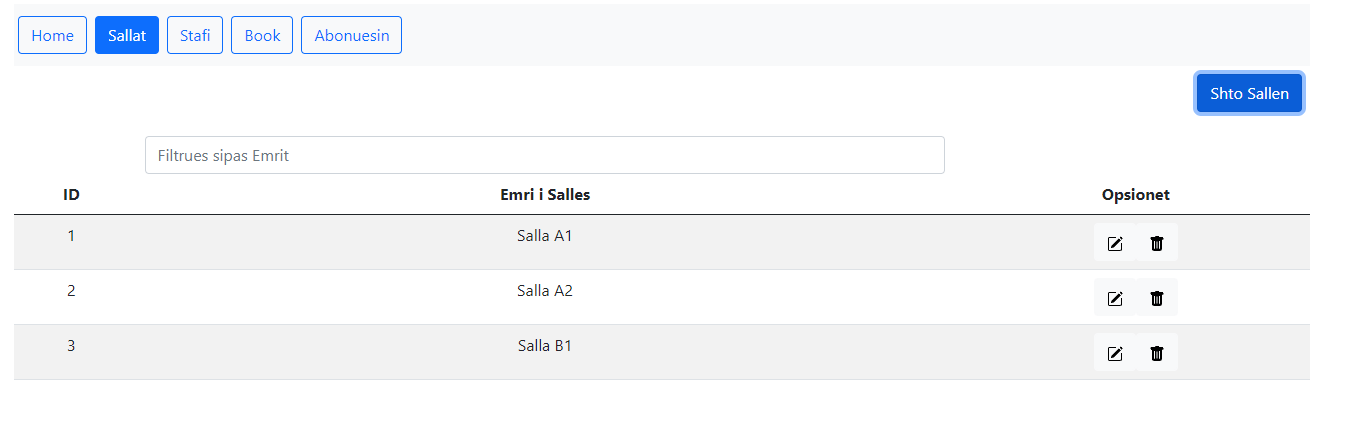 Home Sallat Stafi Book Abonuesin
Shto Sallen
Filtrues sipas Emrit
ID Emri i Salles Opsionet
1 Salla A1
2 Salla A2
3 Salla B1